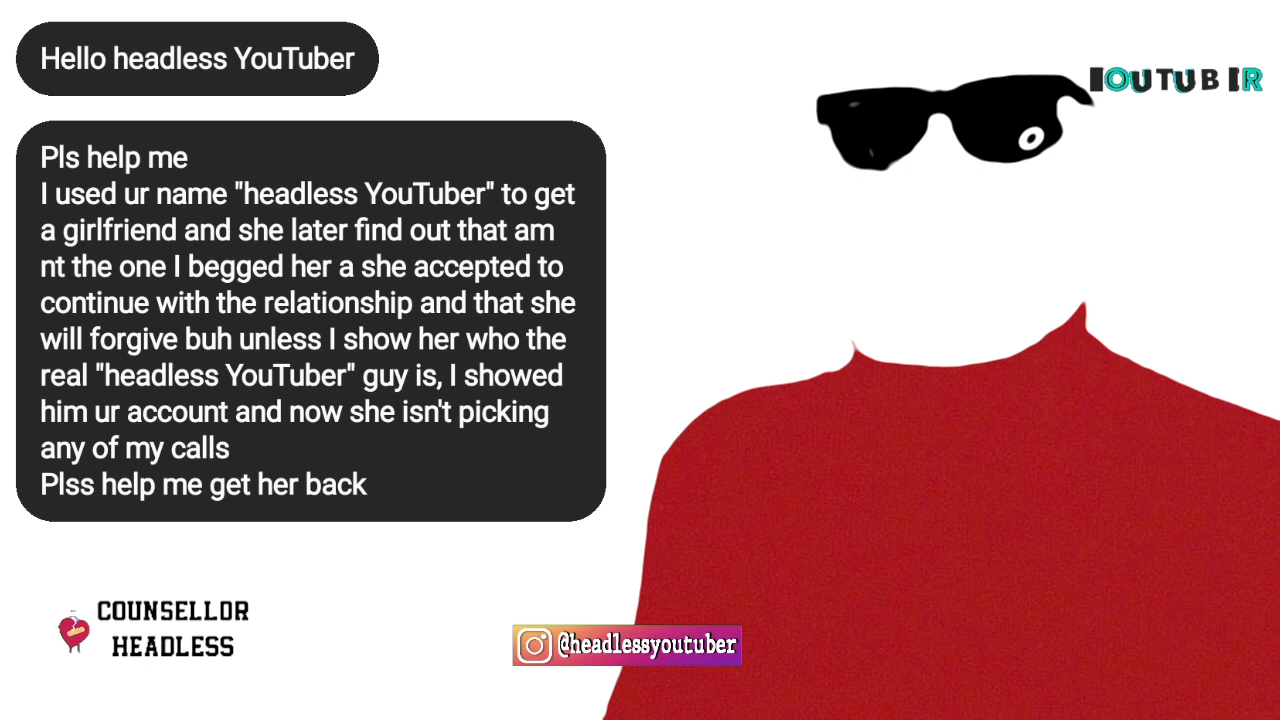 Hello headless YouTuber
Pls help me
I used ur name "headless YouTuber" to get
a girlfriend and she later find out that am
nt the one I begged her a she accepted to
continue with the relationship and that she
will forgive buh unless I show her who the
real "headless YouTuber" guy is, I showed
him ur account and now she isn't picking
any of my calls
Plss help me get her back
COUNSELLOR
HEADLESS
@headlessyoutuber